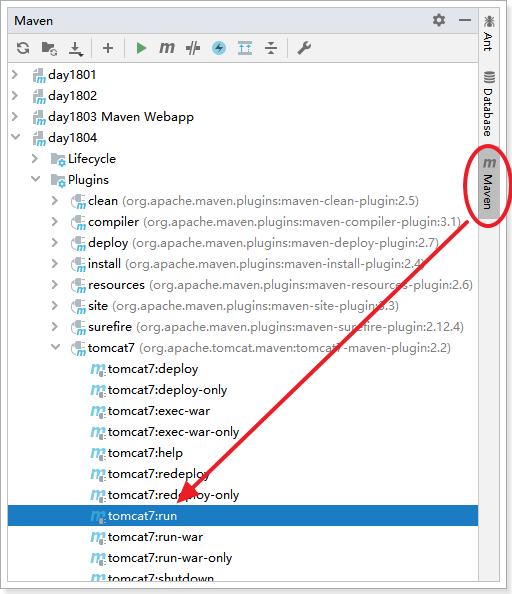 Maven
day1801
day1802
day1803 Maven Webapp
day1804
Lifecycle
Plugins
clean (org.apache.maven.plugins:maven-clean-plugin:2.5)
compiler (org.apache.maven.plugins:maven-compiler-plugin:3.1)
deploy (org.apache.maven.plugins:maven-deploy-plugin:2.7)
install (org.apache.maven.plugins:maven-install-plugin:2.4)
resources (org.apache.maven.plugins:maven-resources-plugin:2.6)
site (org.apache.maven.plugins:maven-site-plugin:3.3)
surefire (org.apache.maven.plugins:maven-surefire-plugin:2.12.4)
tomcat7 (org.apache.tomcat.maven:tomcat7-maven-plugin:2.2)
tomcat7:deploy
tomcat7:deploy-only
tomcat7:exec-war
tomcat7:exec-war-only
tomcat7:help
tomcat7:redeploy
tomcat7:redeploy-only
tomcat7:run
tomcat7:run-war
tomcat7:run-war-only
tomcat7:shutdown
Ant
Database
Maven